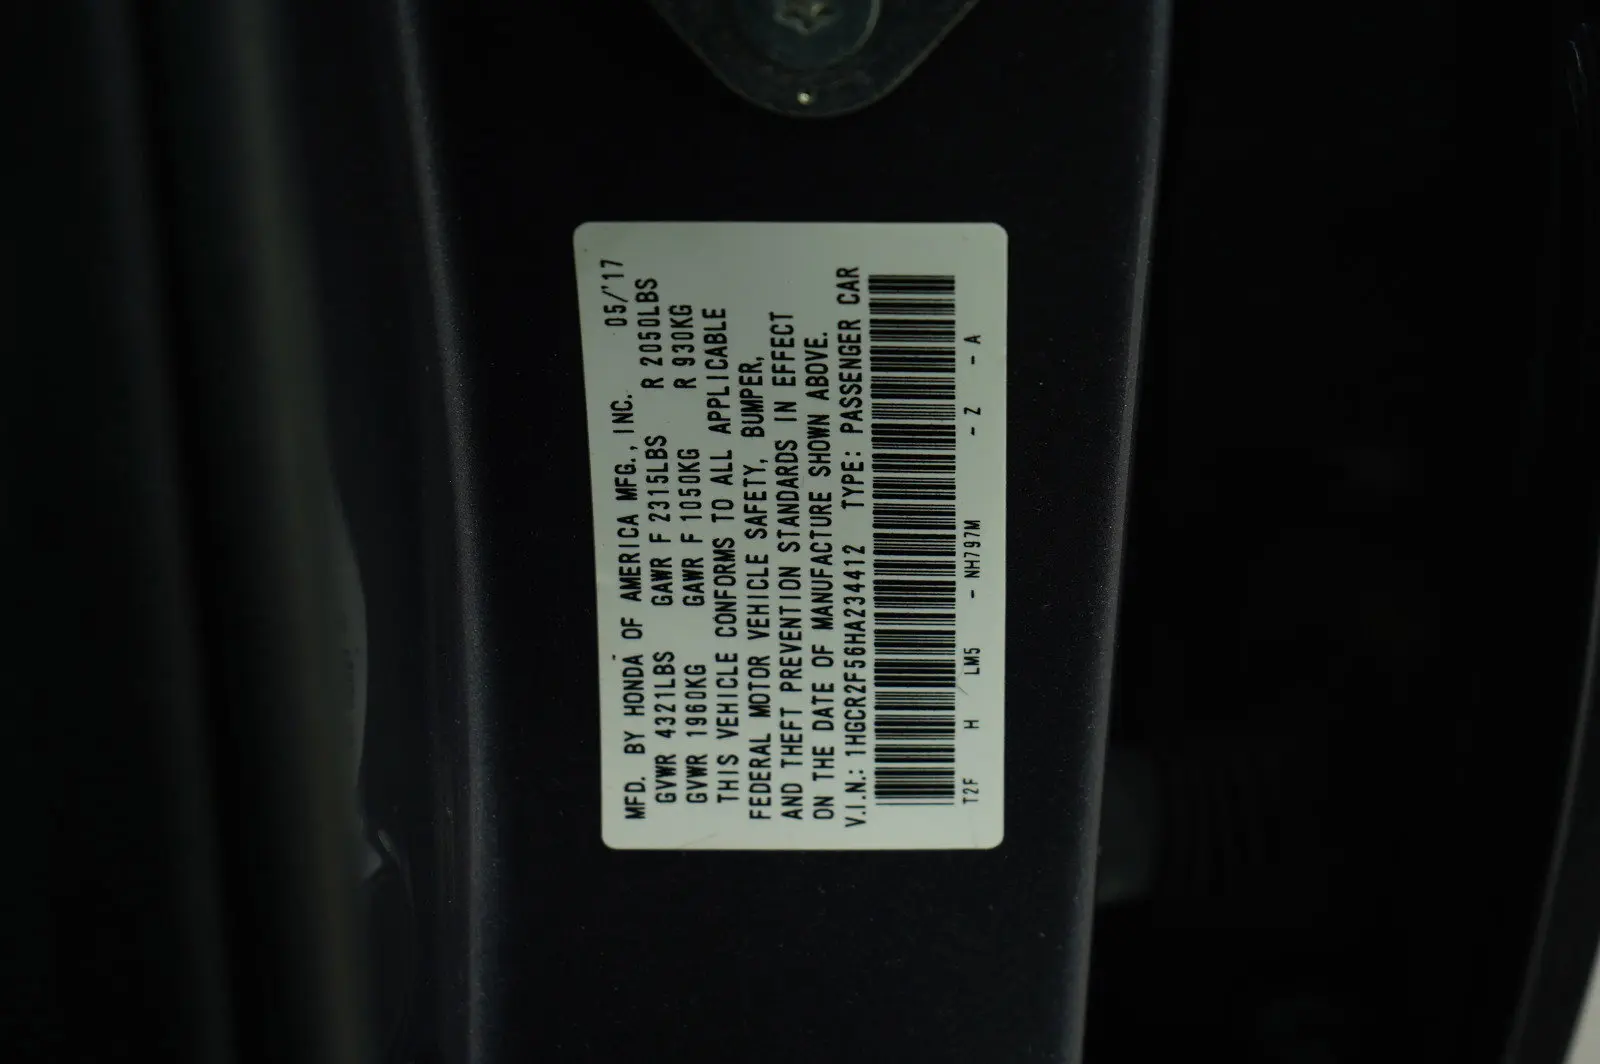 MFD. BY HONDA OF AMERICA MFG., INC. 05/'17
GVWR 4321LBS GAWR F 2315LBS R 2050LBS
GVWR 1960KG GAWR F 1050KG R 930KG
THIS VEHICLE CONFORMS TO ALL APPLICABLE
FEDERAL MOTOR VEHICLE SAFETY, BUMPER,
AND THEFT PREVENTION STANDARDS IN EFFECT
ON THE DATE OF MANUFACTURE SHOWN ABOVE.
V.I.N.: 1HGCR2F56HA234412 TYPE: PASSENGER CAR
T2F H LM5 - NH797M - Z - A